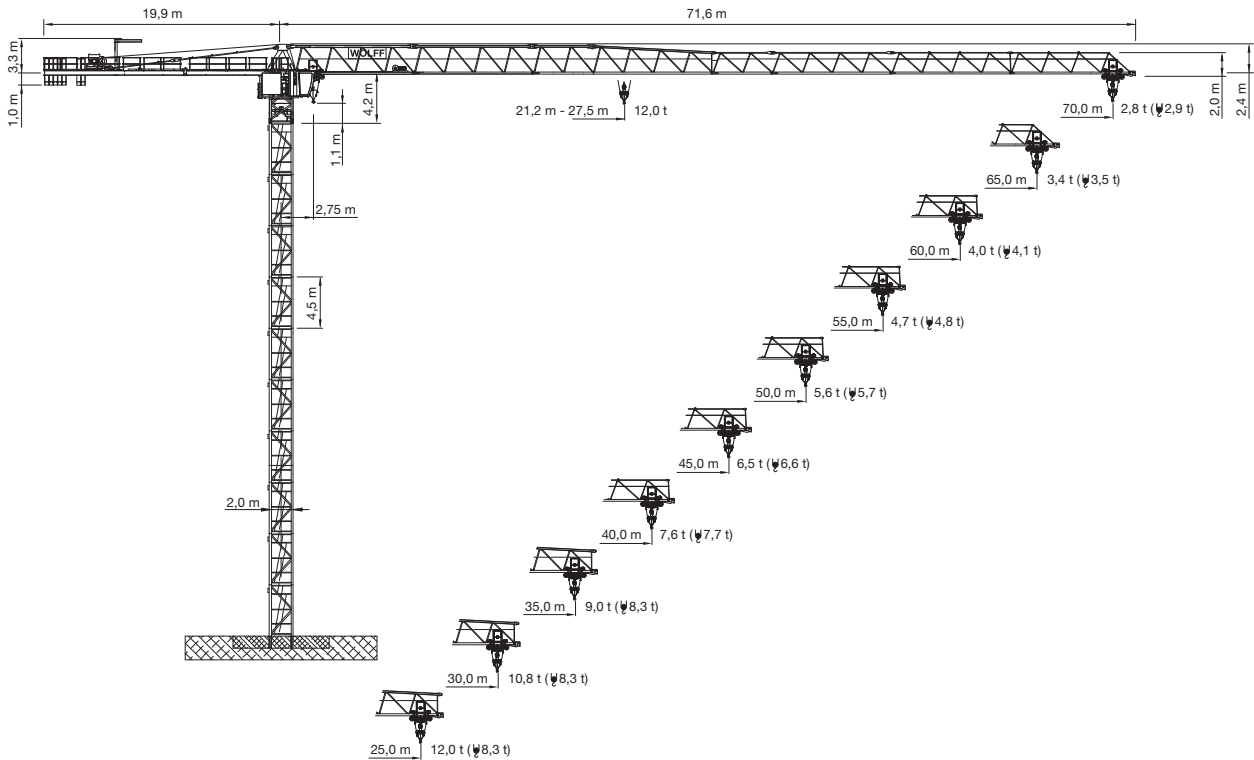 19,9 m
71,6 m
3,3 m
1,0 m
WOLFF
4,2 m
1,1 m
21,2 m - 27,5 m
12,0 t
70,0 m
2,8 t (2,9 t)
2,0 m
2,4 m
65,0 m
3,4 t (3,5 t)
2,75 m
60,0 m
4,0 t (4,1 t)
4,5 m
55,0 m
4,7 t (4,8 t)
50,0 m
5,6 t (5,7 t)
45,0 m
6,5 t (6,6 t)
2,0 m
40,0 m
7,6 t (7,7 t)
35,0 m
9,0 t (8,3 t)
30,0 m
10,8 t (8,3 t)
25,0 m
12,0 t (8,3 t)